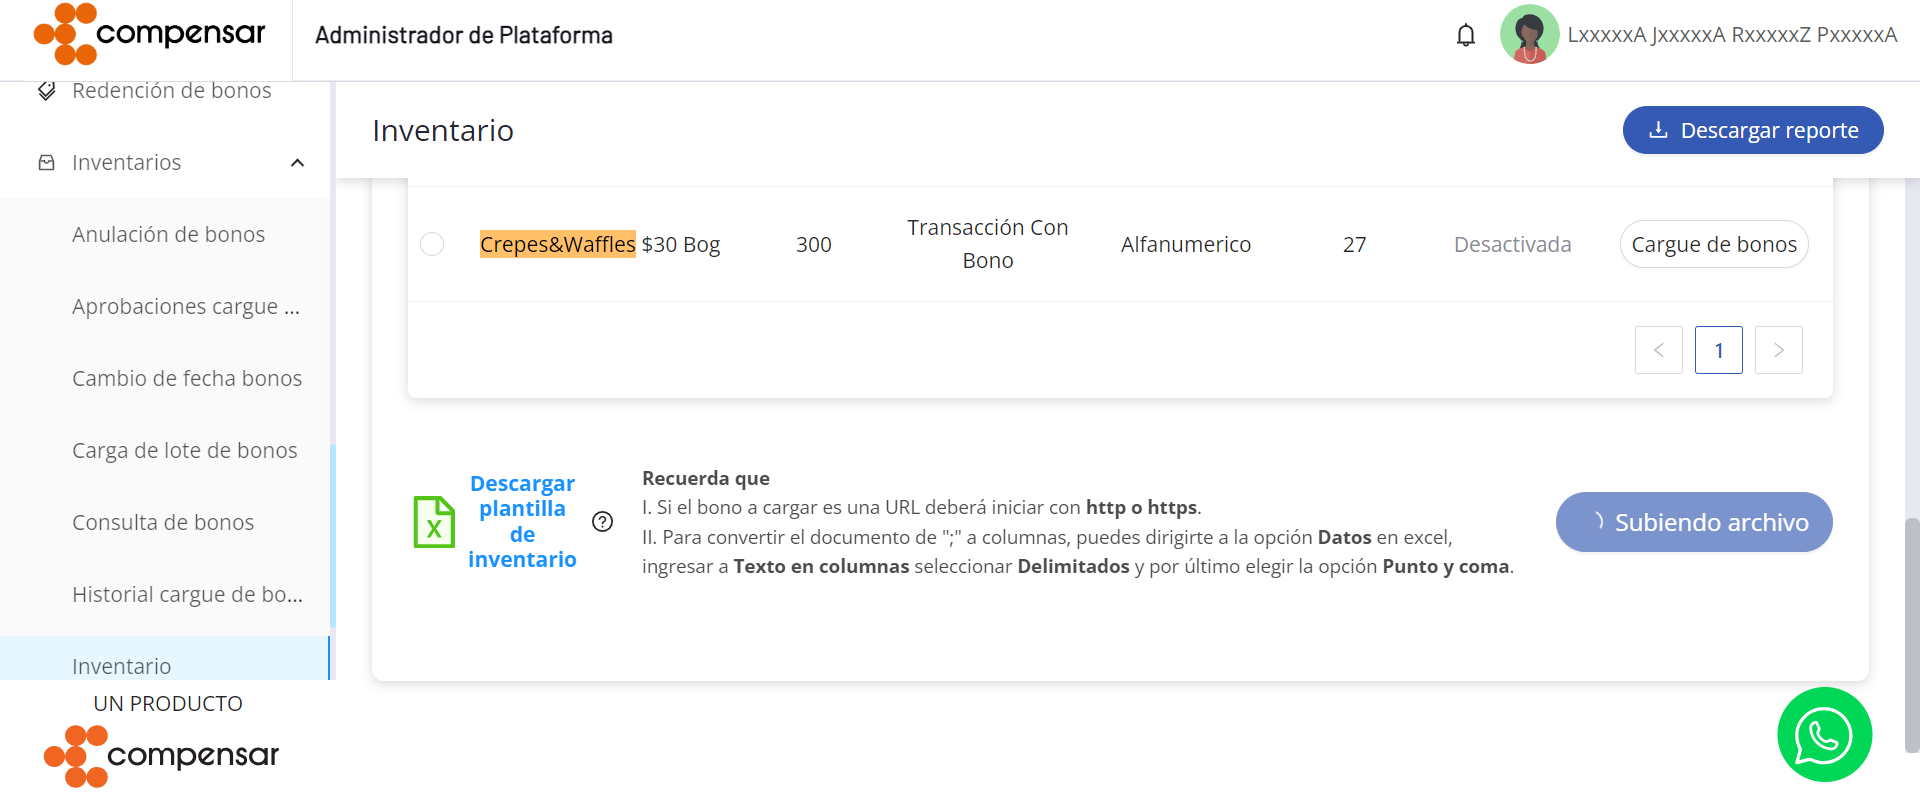 compensar
Administrador de Plataforma
LxxxxxA JxxxxxA RxxxxxZ PxxxxxA
Redención de bonos
Inventarios
Anulación de bonos
Aprobaciones cargue ...
Cambio de fecha bonos
Carga de lote de bonos
Consulta de bonos
Historial cargue de bo...
Inventario
UN PRODUCTO
compensar
Inventario
Descargar reporte
Crepes&Waffles $30 Bog
300
Transacción Con
Bono
Alfanumerico
27
Desactivada
Cargue de bonos
<
1
>
X
Descargar
plantilla
de
inventario
?
Recuerda que
I. Si el bono a cargar es una URL deberá iniciar con http o https.
II. Para convertir el documento de ";" a columnas, puedes dirigirte a la opción Datos en excel,
ingresar a Texto en columnas seleccionar Delimitados y por último elegir la opción Punto y coma.
Subiendo archivo